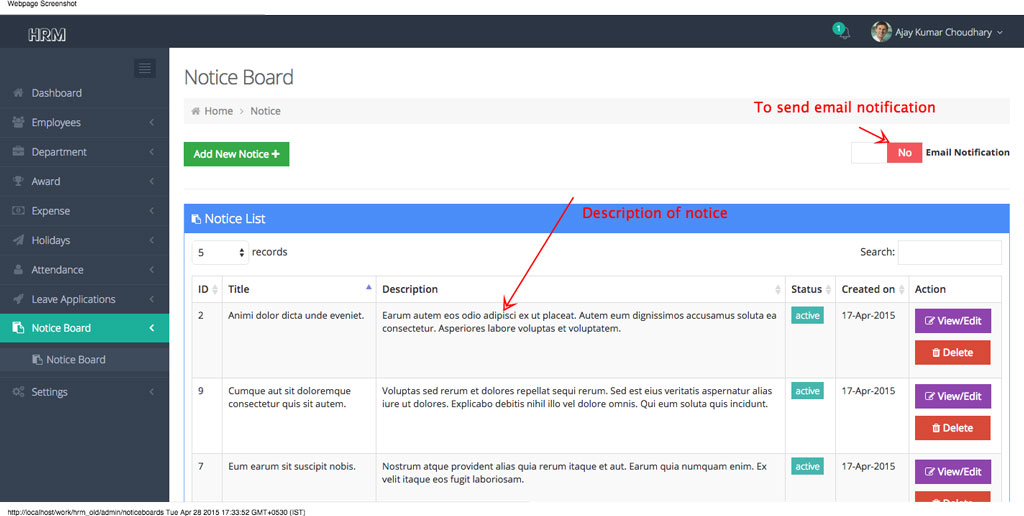 Webpage Screenshot
HRM
1
Ajay Kumar Choudhary
Dashboard
Employees
Department
Award
Expense
Holidays
Attendance
Leave Applications
Notice Board
Notice Board
Settings
Notice Board
Home > Notice
To send email notification
Add New Notice +
No Email Notification
Description of notice
Notice List
5 records
Search:
ID Title Description Status Created on Action
2 Animi dolor dicta unde eveniet. Earum autem eos odio adipisci ex ut placeat. Autem eum dignissimos accusamus soluta ea active 17-Apr-2015 View/Edit
consectetur. Asperiores labore voluptas et voluptatem.
Delete
9 Cumque aut sit doloremque Voluptas sed rerum et dolores repellat sequi rerum. Sed est eius veritatis aspernatur alias active 17-Apr-2015 View/Edit
consectetur quis sit autem. iure ut dolores. Explicabo debitis nihil illo vel dolore omnis. Qui eum soluta quis incidunt.
Delete
7 Eum earum sit suscipit nobis. Nostrum atque provident alias quia rerum itaque et aut. Earum quia numquam enim. Ex active 17-Apr-2015 View/Edit
velit itaque eos fugit laboriosam.
Delete
http://localhost/work/hrm_old/admin/noticeboards Tue Apr 28 2015 17:33:52 GMT+0530 (IST)